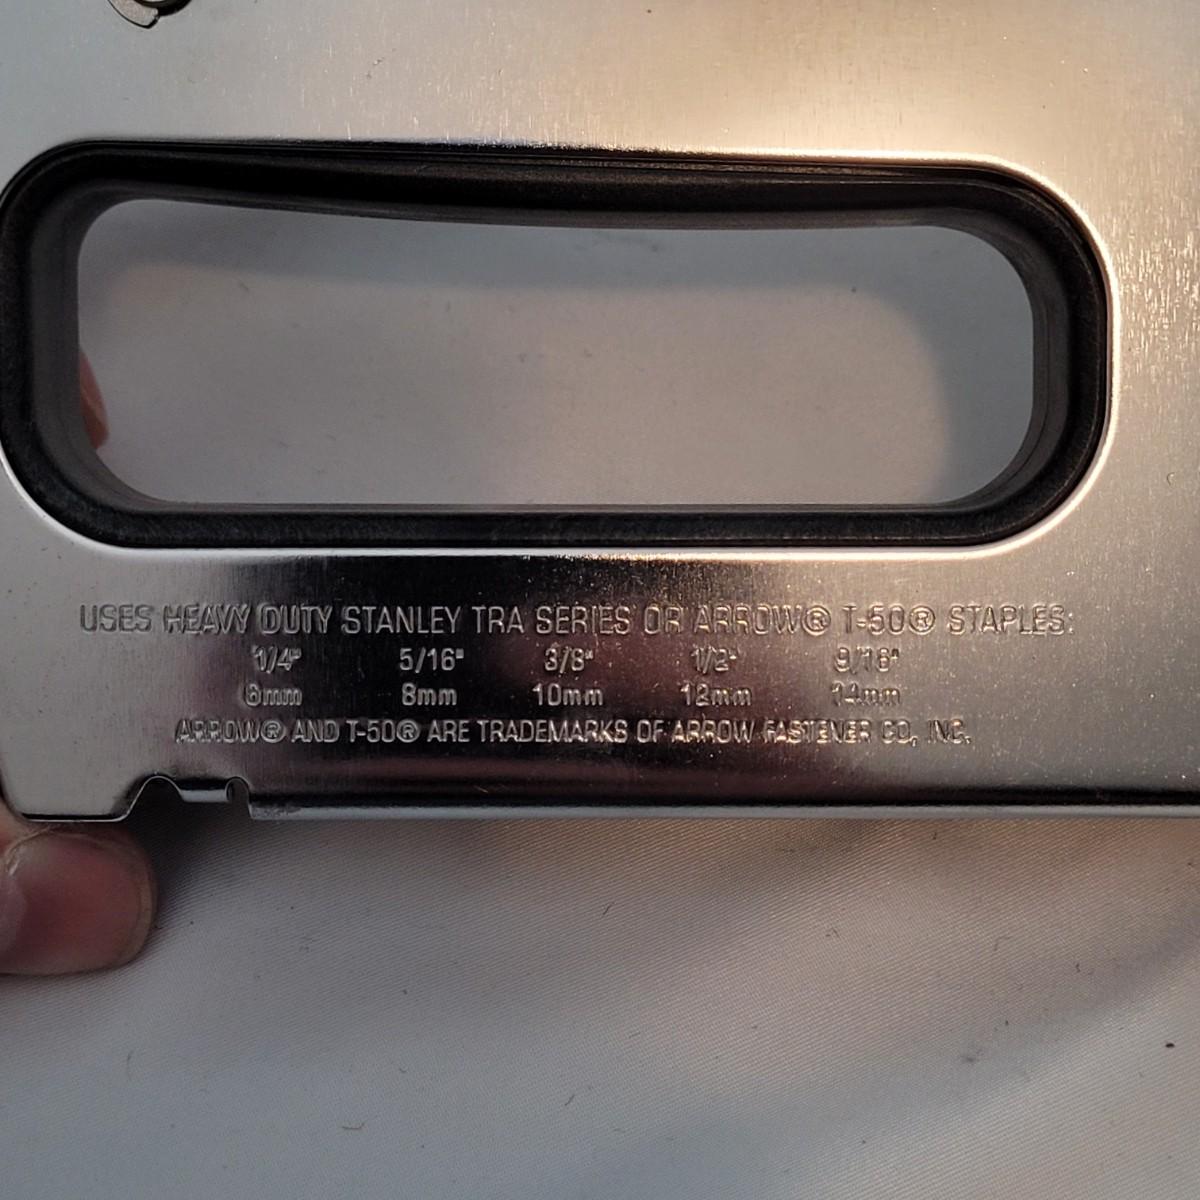 USES HEAVY DUTY STANLEY TRA SERIES OR ARROW® T-50® STAPLES:
1/4" 5/16" 3/8" 1/2" 9/16"
6mm 8mm 10mm 12mm 14mm
ARROW® AND T-50® ARE TRADEMARKS OF ARROW FASTENER CO, INC.